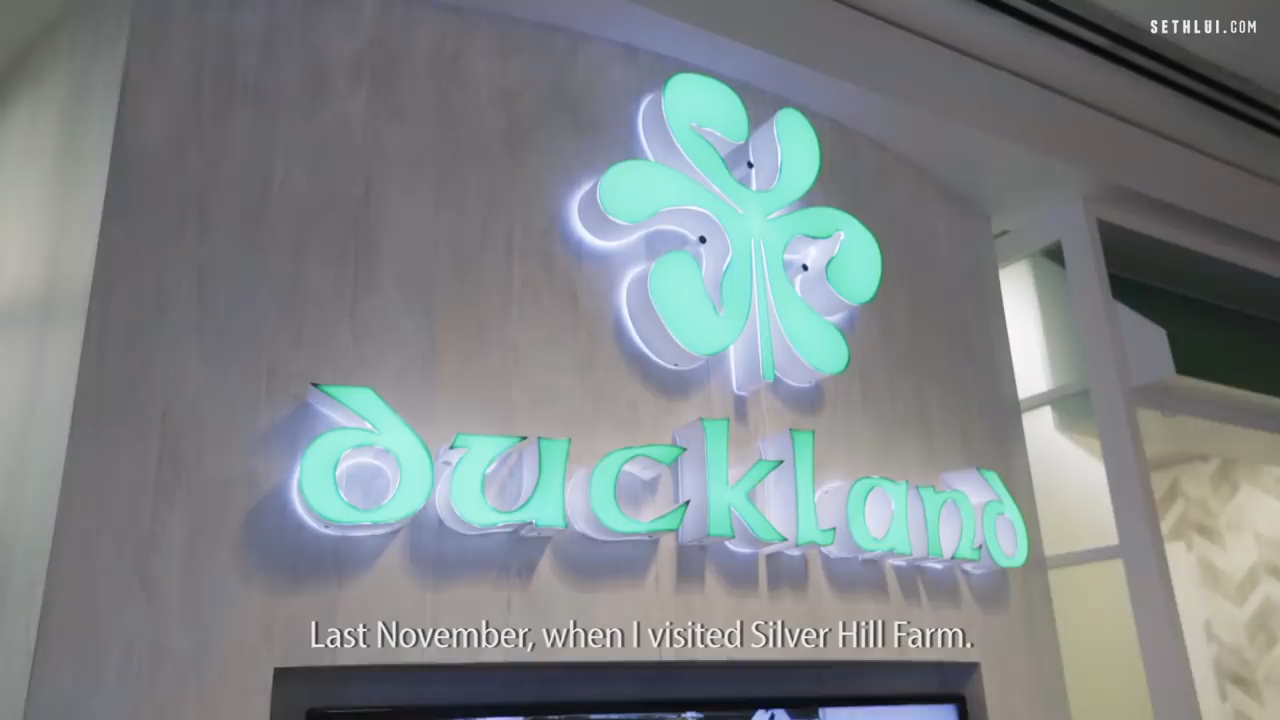 SETHLUI.COM
duckland
Last November, when I visited Silver Hill Farm.